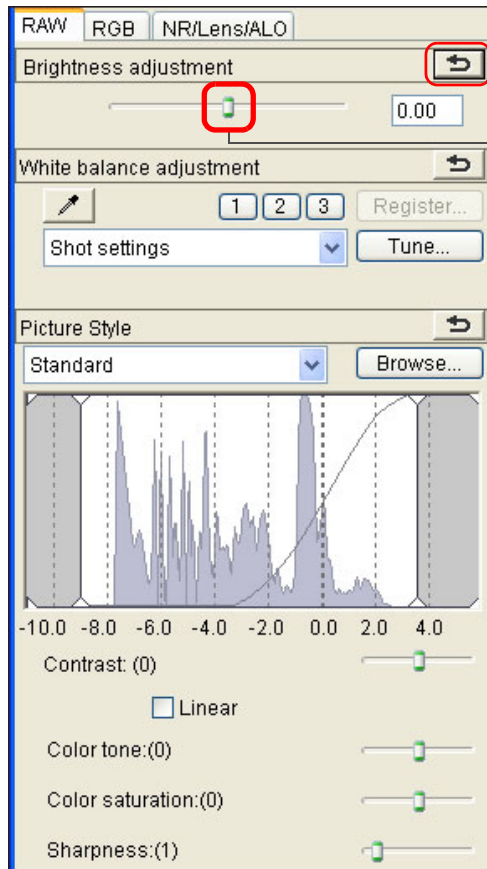 RAW RGB NR/Lens/ALO
Brightness adjustment
0.00
White balance adjustment
1 2 3 Register...
Shot settings Tune...
Picture Style
Standard Browse...
-10.0 -8.0 -6.0 -4.0 -2.0 0.0 2.0 4.0
Contrast: (0)
Linear
Color tone:(0)
Color saturation:(0)
Sharpness:(1)